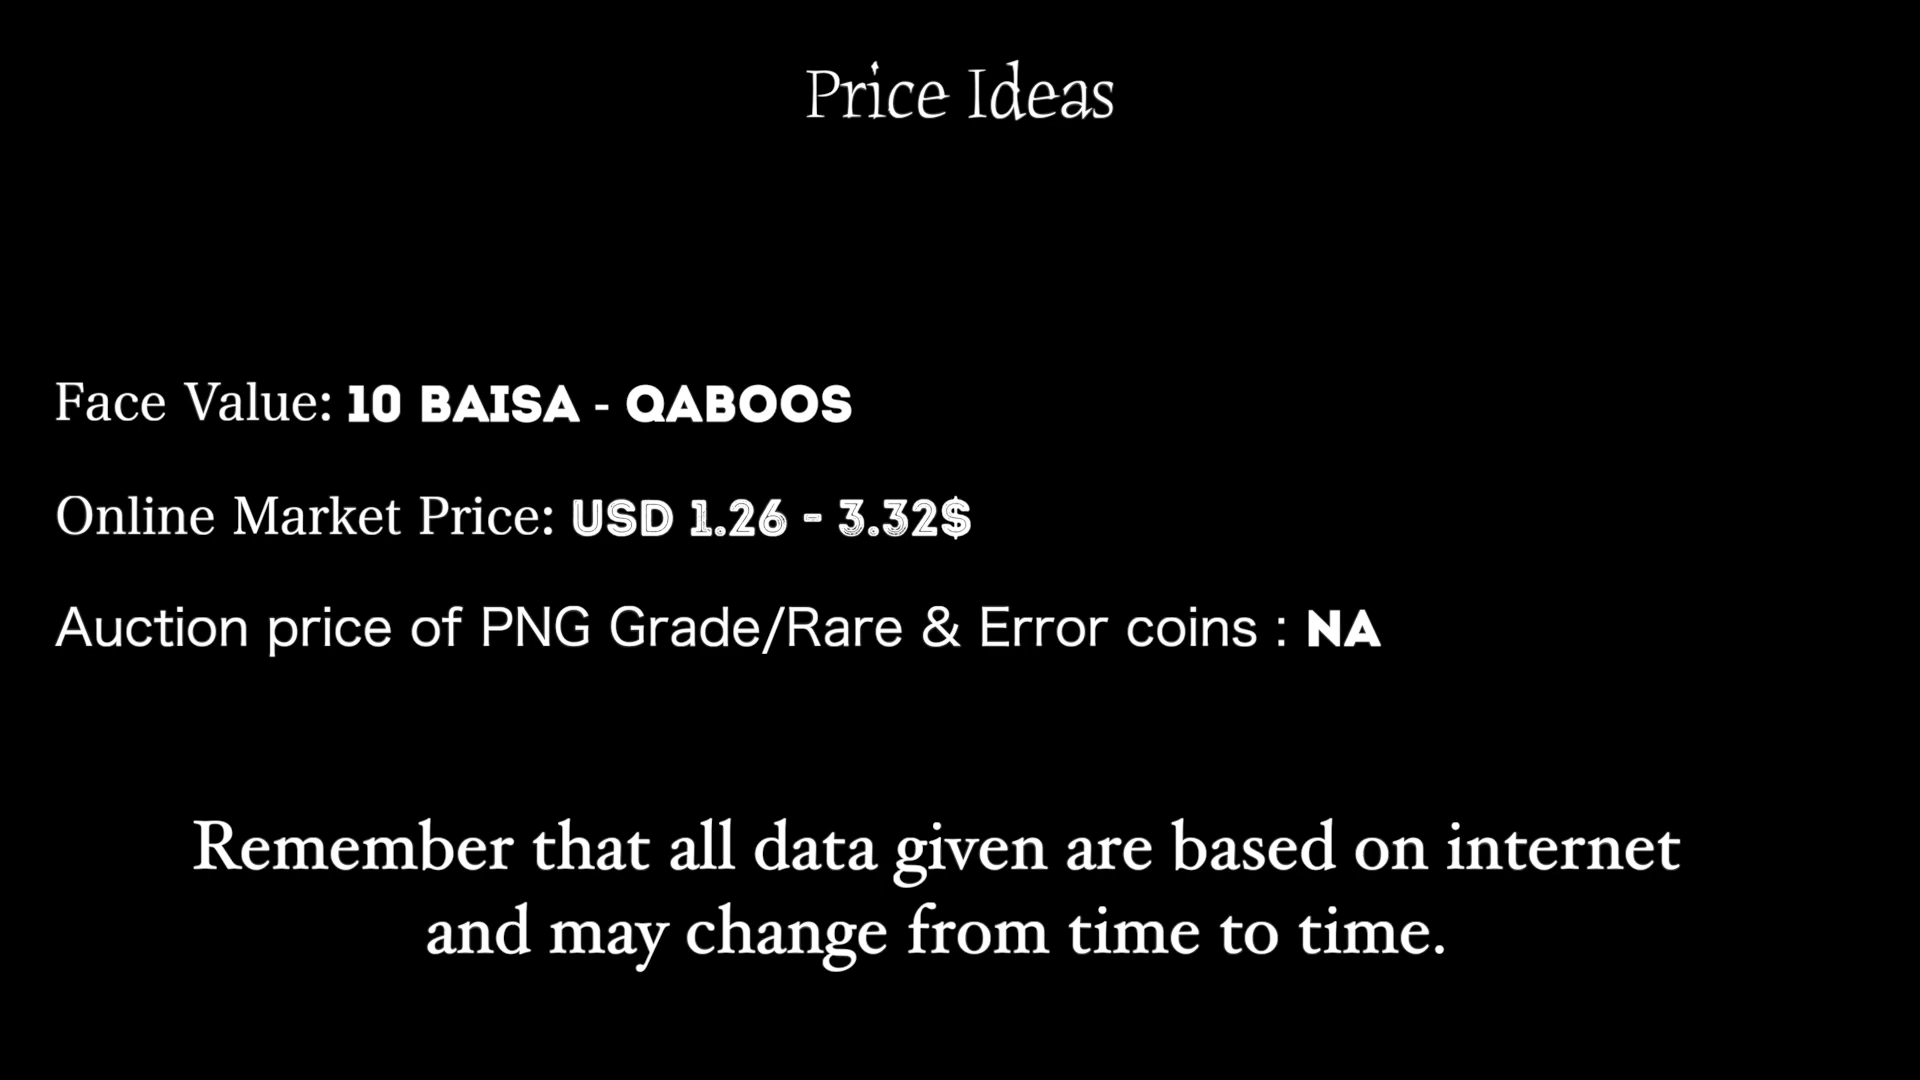 Price Ideas
Face Value: 10 BAISA - QABOOS
Online Market Price: USD 1.26 - 3.32$
Auction price of PNG Grade/Rare & Error coins : NA
Remember that all data given are based on internet
and may change from time to time.